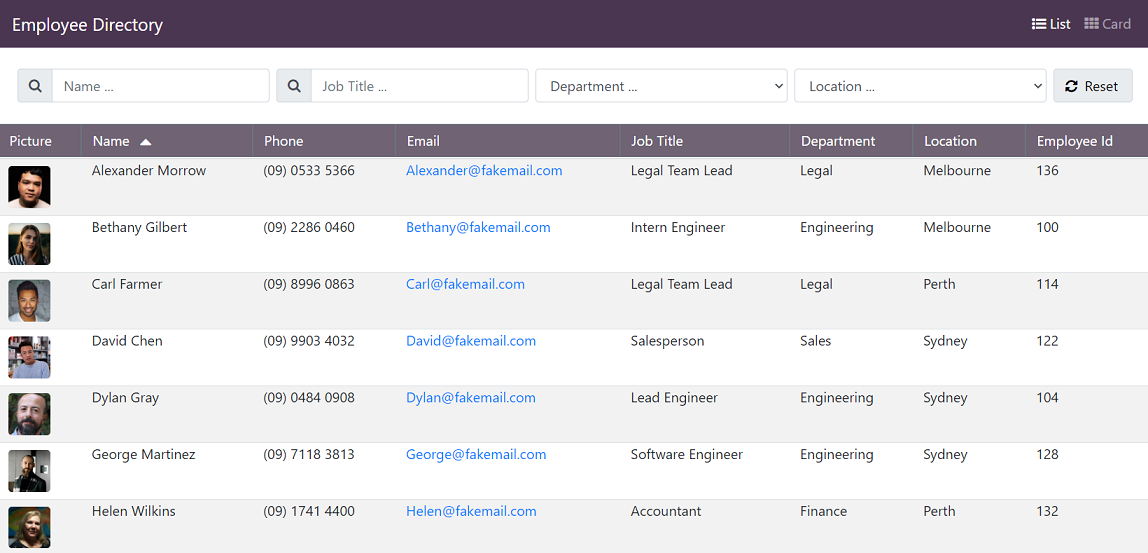 Employee Directory List Card
Name ... Job Title ... Department ... Location ... Reset
Picture Name Phone Email Job Title Department Location Employee Id
Alexander Morrow (09) 0533 5366 Alexander@fakemail.com Legal Team Lead Legal Melbourne 136
Bethany Gilbert (09) 2286 0460 Bethany@fakemail.com Intern Engineer Engineering Melbourne 100
Carl Farmer (09) 8996 0863 Carl@fakemail.com Legal Team Lead Legal Perth 114
David Chen (09) 9903 4032 David@fakemail.com Salesperson Sales Sydney 122
Dylan Gray (09) 0484 0908 Dylan@fakemail.com Lead Engineer Engineering Sydney 104
George Martinez (09) 7118 3813 George@fakemail.com Software Engineer Engineering Sydney 128
Helen Wilkins (09) 1741 4400 Helen@fakemail.com Accountant Finance Perth 132